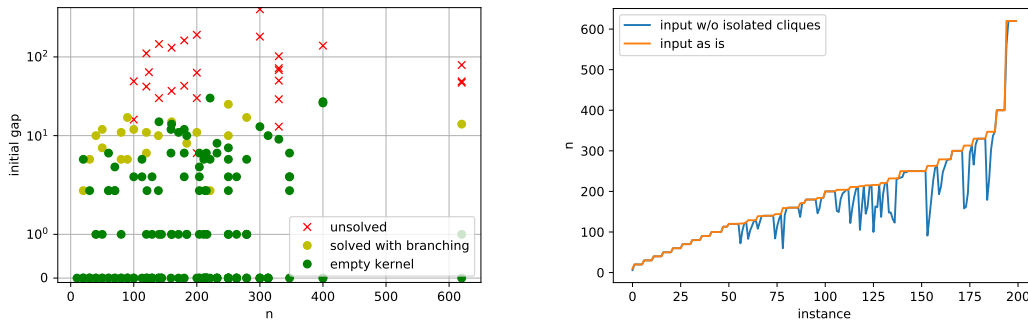 10²
10¹
10⁰
0
initial gap
unsolved
solved with branching
empty kernel
0 100 200 300 400 500 600
n
input w/o isolated cliques
input as is
600
500
400
300
200
100
0
n
0 25 50 75 100 125 150 175 200
instance